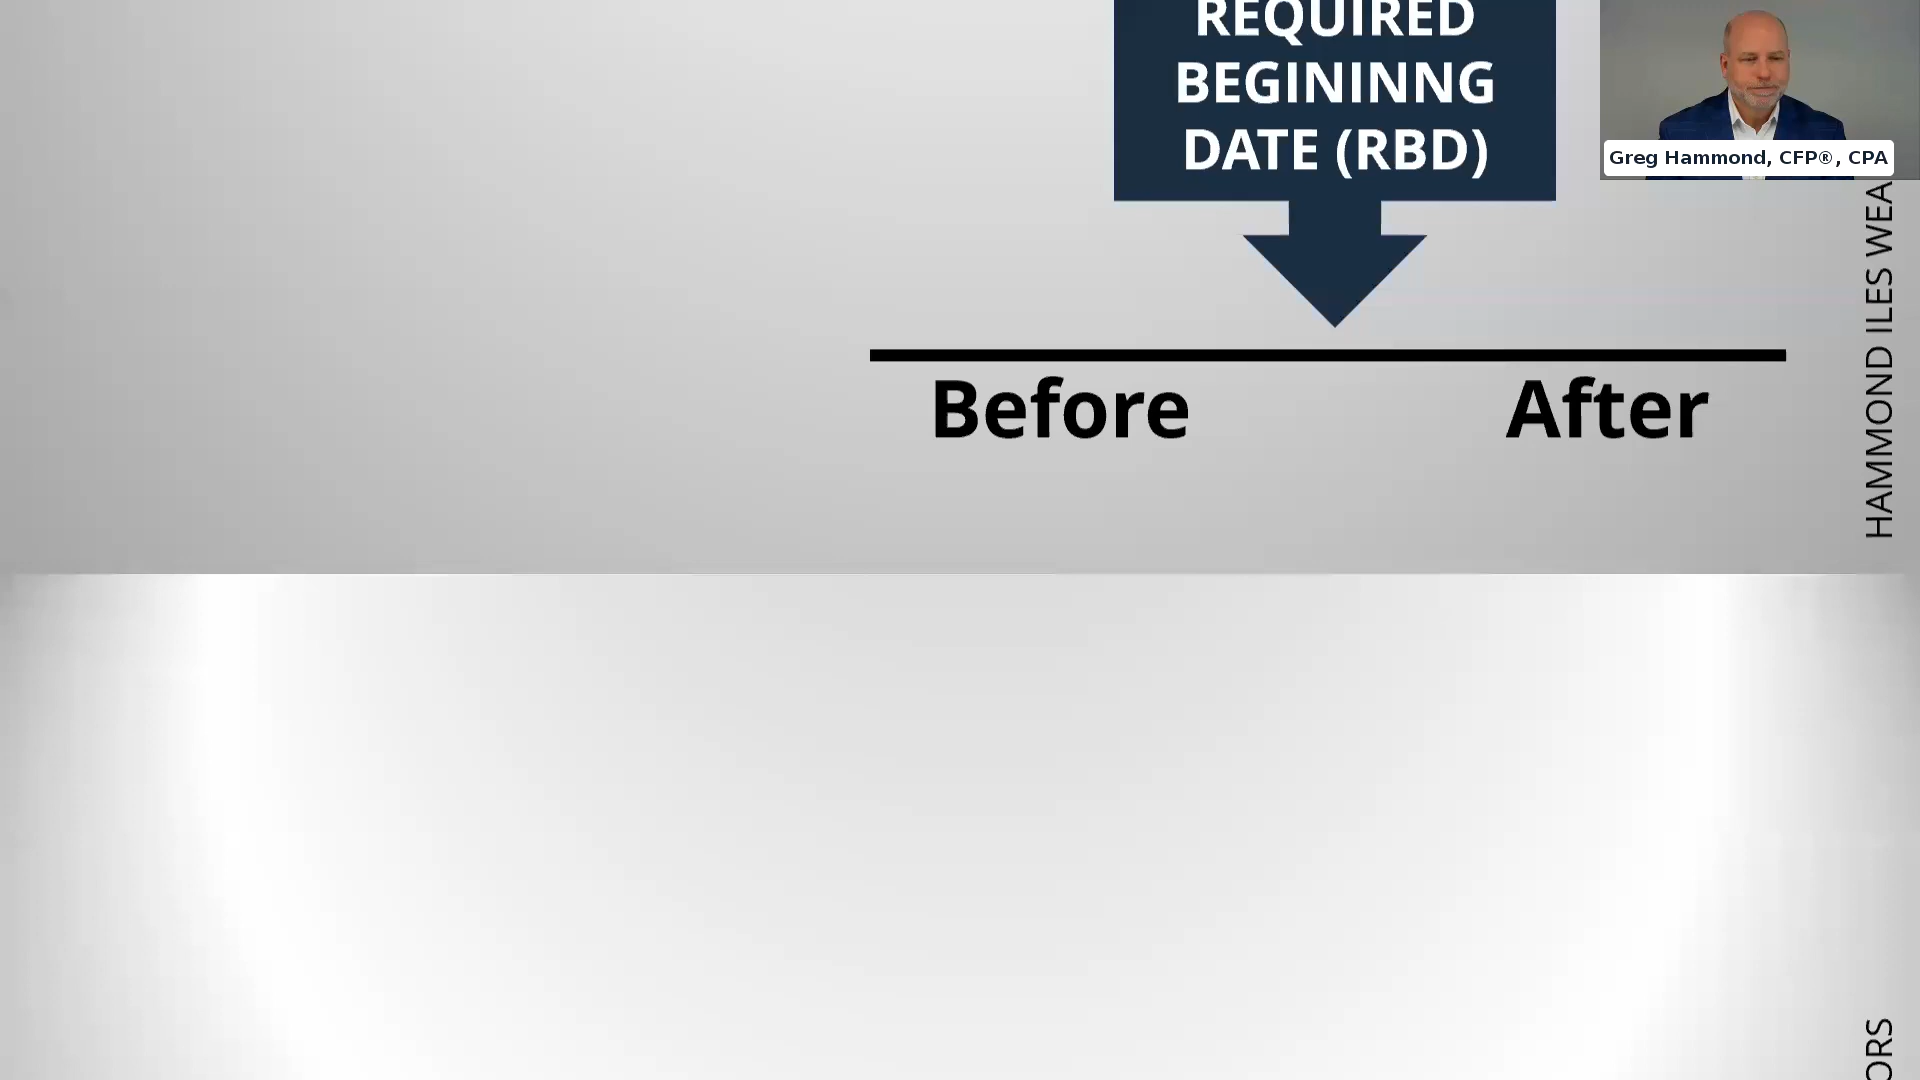 REQUIRED
BEGININNG
DATE (RBD)
Greg Hammond, CFP®, CPA
Before
After
HAMMOND ILES WEA
ORS